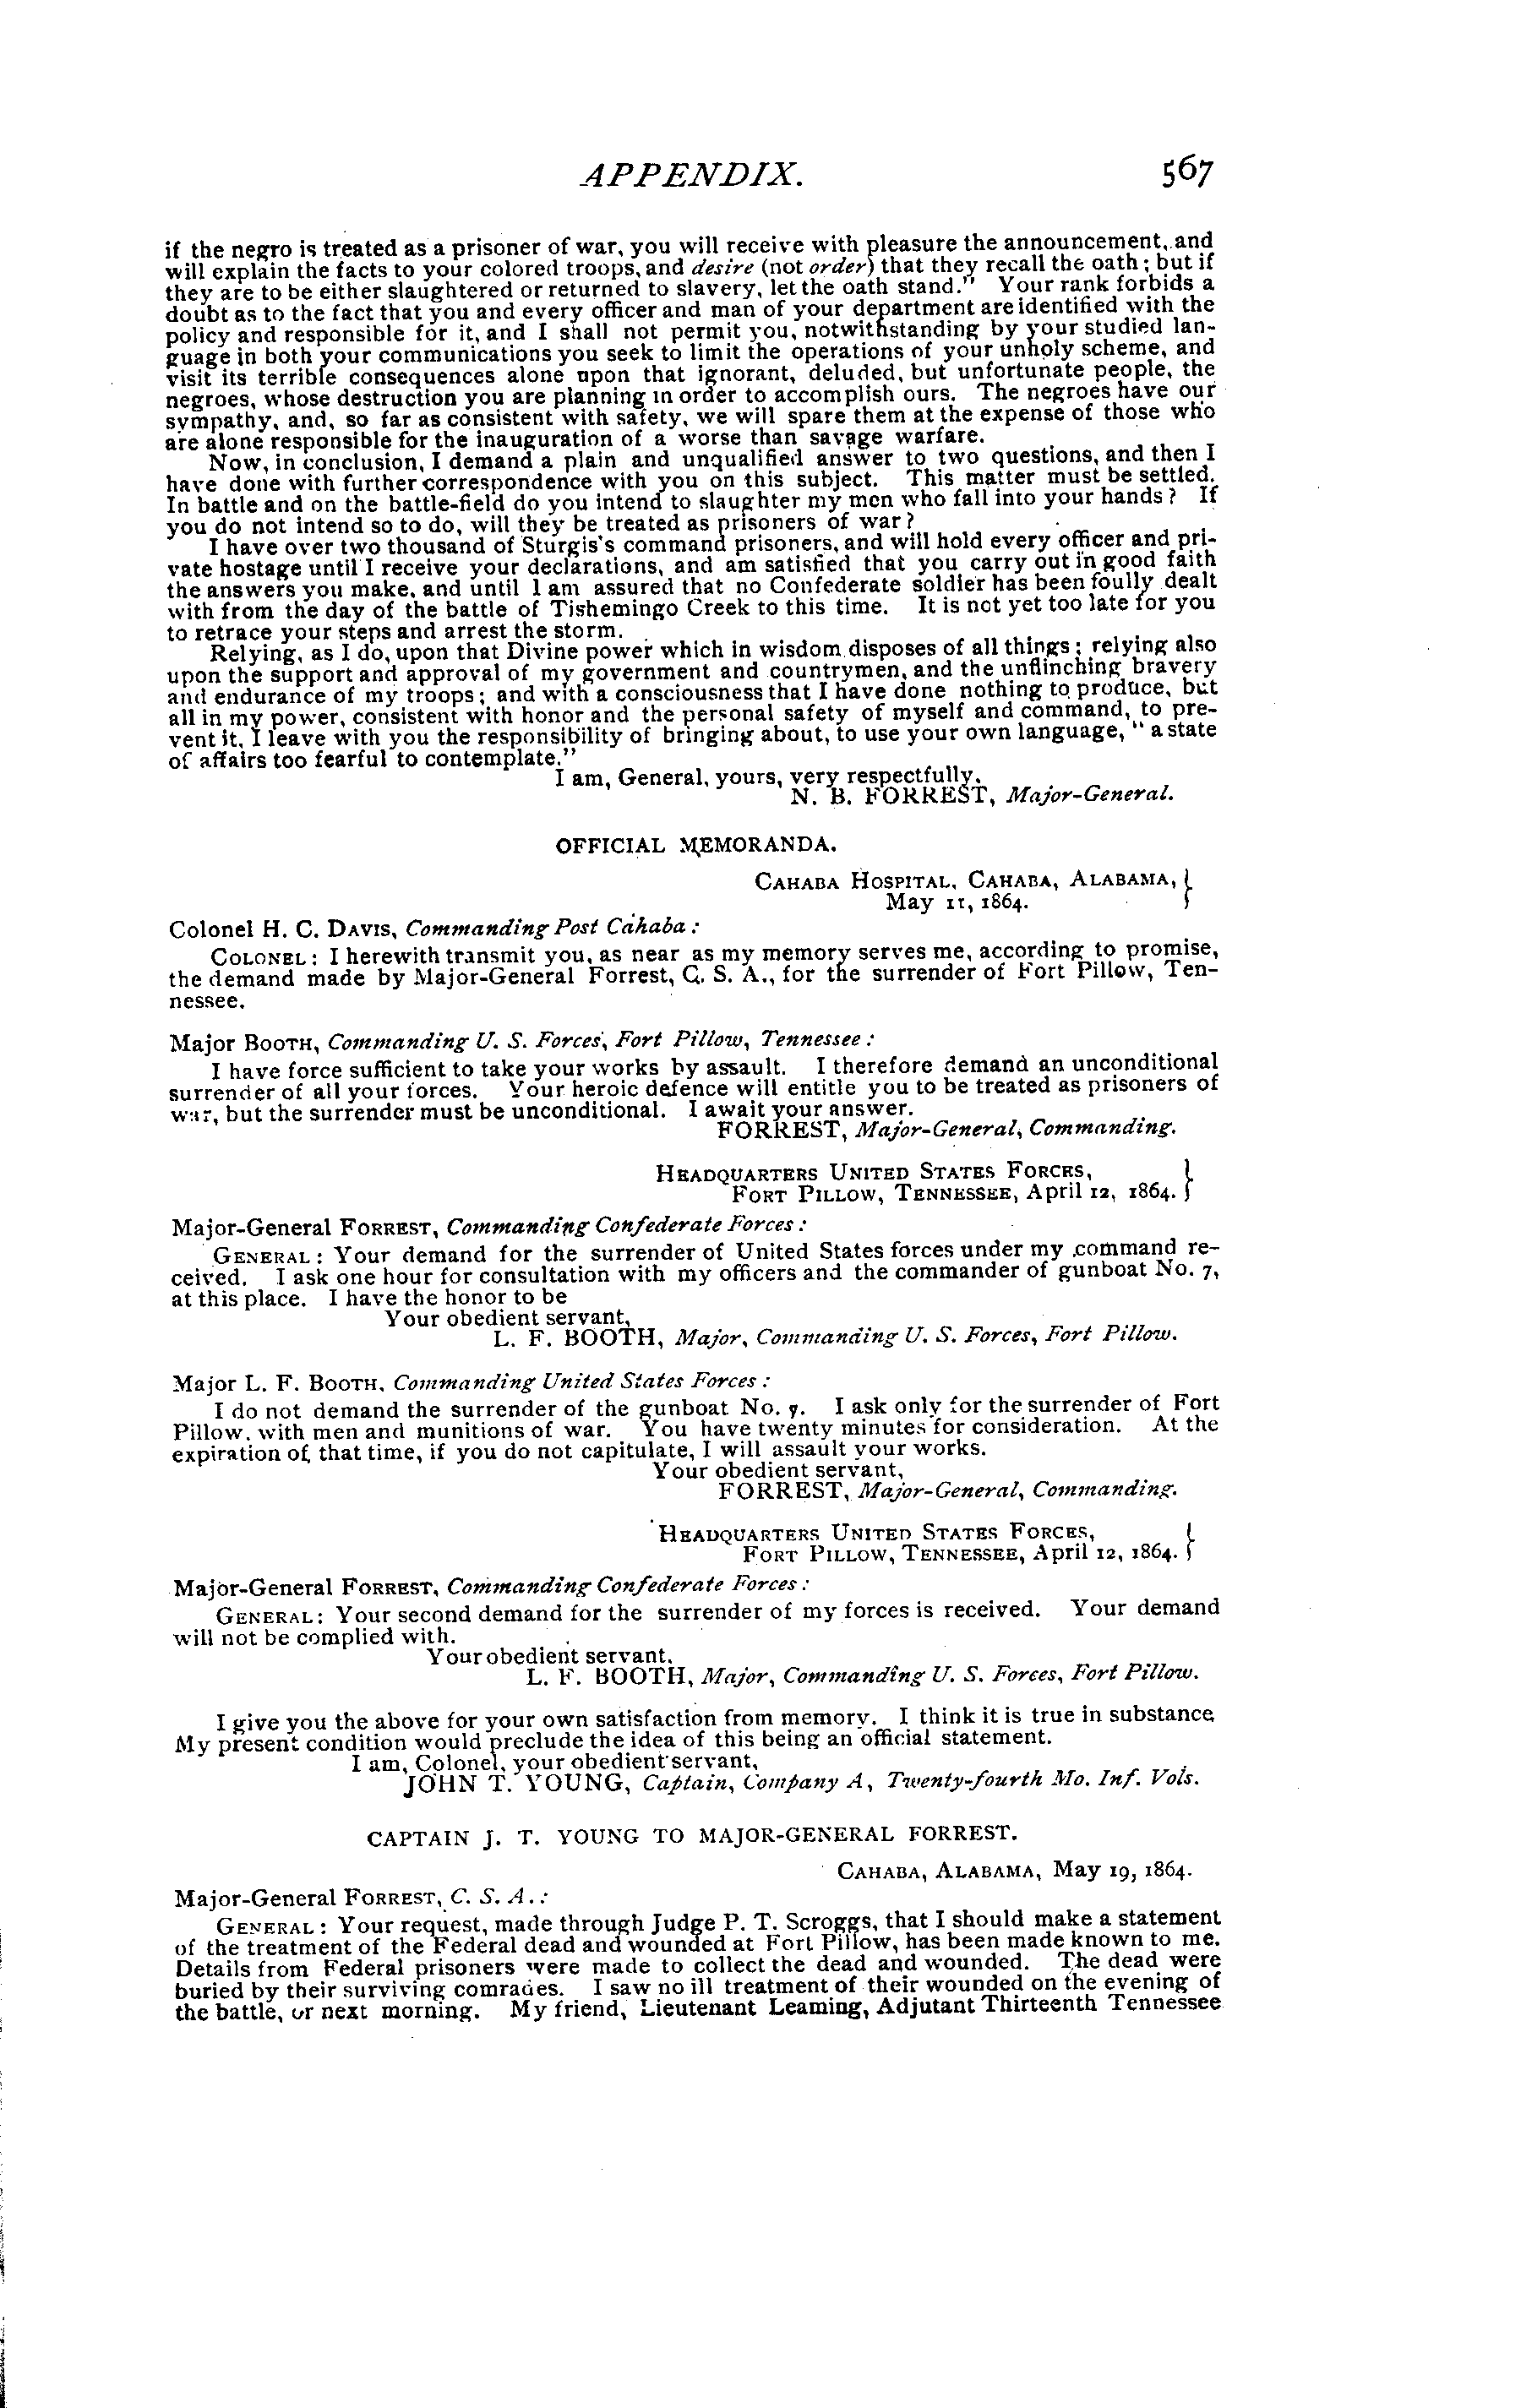 APPENDIX. 567
if the negro is treated as a prisoner of war, you will receive with pleasure the announcement, and
will explain the facts to your colored troops, and desire (not order) that they recall the oath; but if
they are to be either slaughtered or returned to slavery, let the oath stand." Your rank forbids a
doubt as to the fact that you and every officer and man of your department are identified with the
policy and responsible for it, and I shall not permit you, notwithstanding by your studied lan-
guage in both your communications you seek to limit the operations of your unholy scheme, and
visit its terrible consequences alone upon that ignorant, deluded, but unfortunate people, the
negroes, whose destruction you are planning in order to accomplish ours. The negroes have our
sympathy, and, so far as consistent with safety, we will spare them at the expense of those who
are alone responsible for the inauguration of a worse than savage warfare.
Now, in conclusion, I demand a plain and unqualified answer to two questions, and then I
have done with further correspondence with you on this subject. This matter must be settled.
In battle and on the battle-field do you intend to slaughter my men who fall into your hands? If
you do not intend so to do, will they be treated as prisoners of war?
I have over two thousand of Sturgis's command prisoners, and will hold every officer and pri-
vate hostage until I receive your declarations, and am satisfied that you carry out in good faith
the answers you make, and until I am assured that no Confederate soldier has been foully dealt
with from the day of the battle of Tishemingo Creek to this time. It is not yet too late for you
to retrace your steps and arrest the storm.
Relying, as I do, upon that Divine power which in wisdom disposes of all things; relying also
upon the support and approval of my government and countrymen, and the unflinching bravery
and endurance of my troops; and with a consciousness that I have done nothing to produce, but
all in my power, consistent with honor and the personal safety of myself and command, to pre-
vent it, I leave with you the responsibility of bringing about, to use your own language, "a state
of affairs too fearful to contemplate."
I am, General, yours, very respectfully,
N. B. FORREST, Major-General.
OFFICIAL MEMORANDA.
CAHABA HOSPITAL, CAHABA, ALABAMA, }
May 11, 1864.
Colonel H. C. DAVIS, Commanding Post Cahaba:
COLONEL: I herewith transmit you, as near as my memory serves me, according to promise,
the demand made by Major-General Forrest, C. S. A., for the surrender of Fort Pillow, Ten-
nessee.
Major BOOTH, Commanding U. S. Forces, Fort Pillow, Tennessee:
I have force sufficient to take your works by assault. I therefore demand an unconditional
surrender of all your forces. Your heroic defence will entitle you to be treated as prisoners of
war, but the surrender must be unconditional. I await your answer.
FORREST, Major-General, Commanding.
HEADQUARTERS UNITED STATES FORCES, }
FORT PILLOW, TENNESSEE, April 12, 1864.
Major-General FORREST, Commanding Confederate Forces:
GENERAL: Your demand for the surrender of United States forces under my command re-
ceived. I ask one hour for consultation with my officers and the commander of gunboat No. 7,
at this place. I have the honor to be
Your obedient servant,
L. F. BOOTH, Major, Commanding U. S. Forces, Fort Pillow.
Major L. F. BOOTH, Commanding United States Forces:
I do not demand the surrender of the gunboat No. 7. I ask only for the surrender of Fort
Pillow, with men and munitions of war. You have twenty minutes for consideration. At the
expiration of that time, if you do not capitulate, I will assault your works.
Your obedient servant,
FORREST, Major-General, Commanding.
HEADQUARTERS UNITED STATES FORCES, }
FORT PILLOW, TENNESSEE, April 12, 1864.
Major-General FORREST, Commanding Confederate Forces:
GENERAL: Your second demand for the surrender of my forces is received. Your demand
will not be complied with.
Your obedient servant.
L. F. BOOTH, Major, Commanding U. S. Forces, Fort Pillow.
I give you the above for your own satisfaction from memory. I think it is true in substance
My present condition would preclude the idea of this being an official statement.
I am, Colonel, your obedient servant,
JOHN T. YOUNG, Captain, Company A, Twenty-fourth Mo. Inf. Vols.
CAPTAIN J. T. YOUNG TO MAJOR-GENERAL FORREST.
CAHABA, ALABAMA, May 19, 1864.
Major-General FORREST, C. S. A.:
GENERAL: Your request, made through Judge P. T. Scroggs, that I should make a statement
of the treatment of the Federal dead and wounded at Fort Pillow, has been made known to me.
Details from Federal prisoners were made to collect the dead and wounded. The dead were
buried by their surviving comrades. I saw no ill treatment of their wounded on the evening of
the battle, or next morning. My friend, Lieutenant Leaming, Adjutant Thirteenth Tennessee